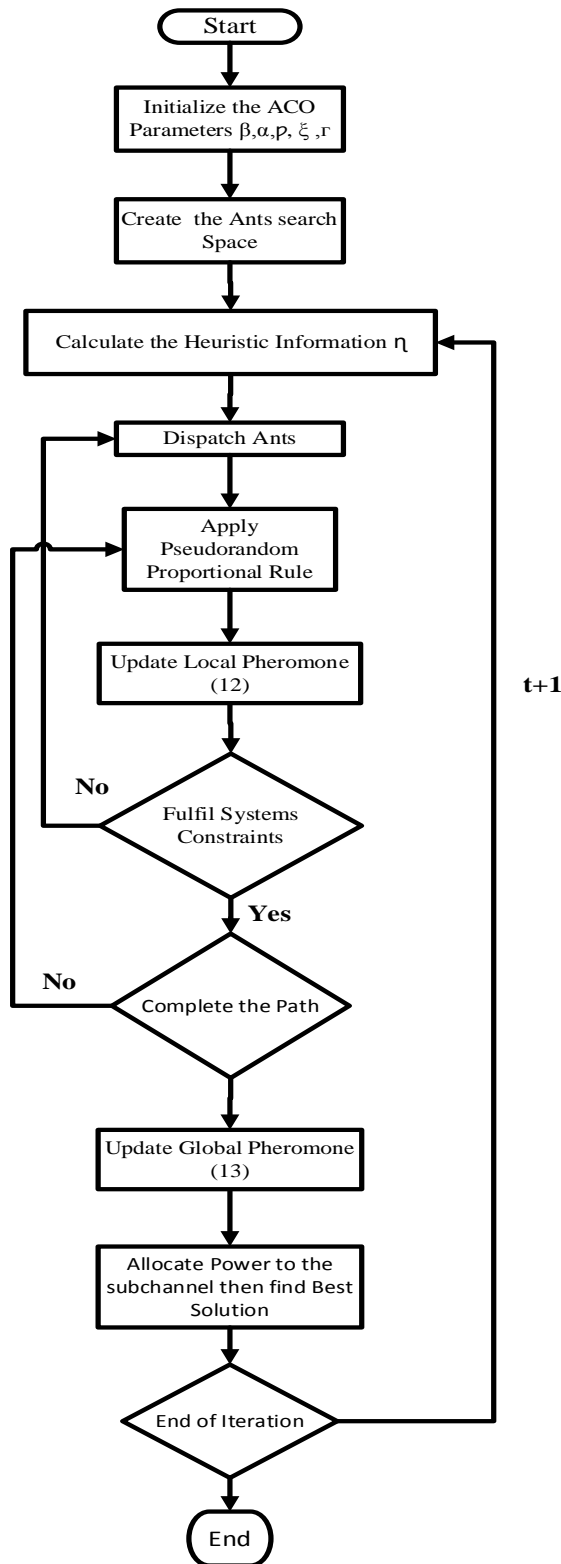 Start
Initialize the ACO
Parameters β,α,ρ, ξ ,г
Create the Ants search
Space
Calculate the Heuristic Information η
Dispatch Ants
Apply
Pseudorandom
Proportional Rule
Update Local Pheromone
(12)
t+1
No
Fulfil Systems
Constraints
Yes
No
Complete the Path
Update Global Pheromone
(13)
Allocate Power to the
subchannel then find Best
Solution
End of Iteration
End